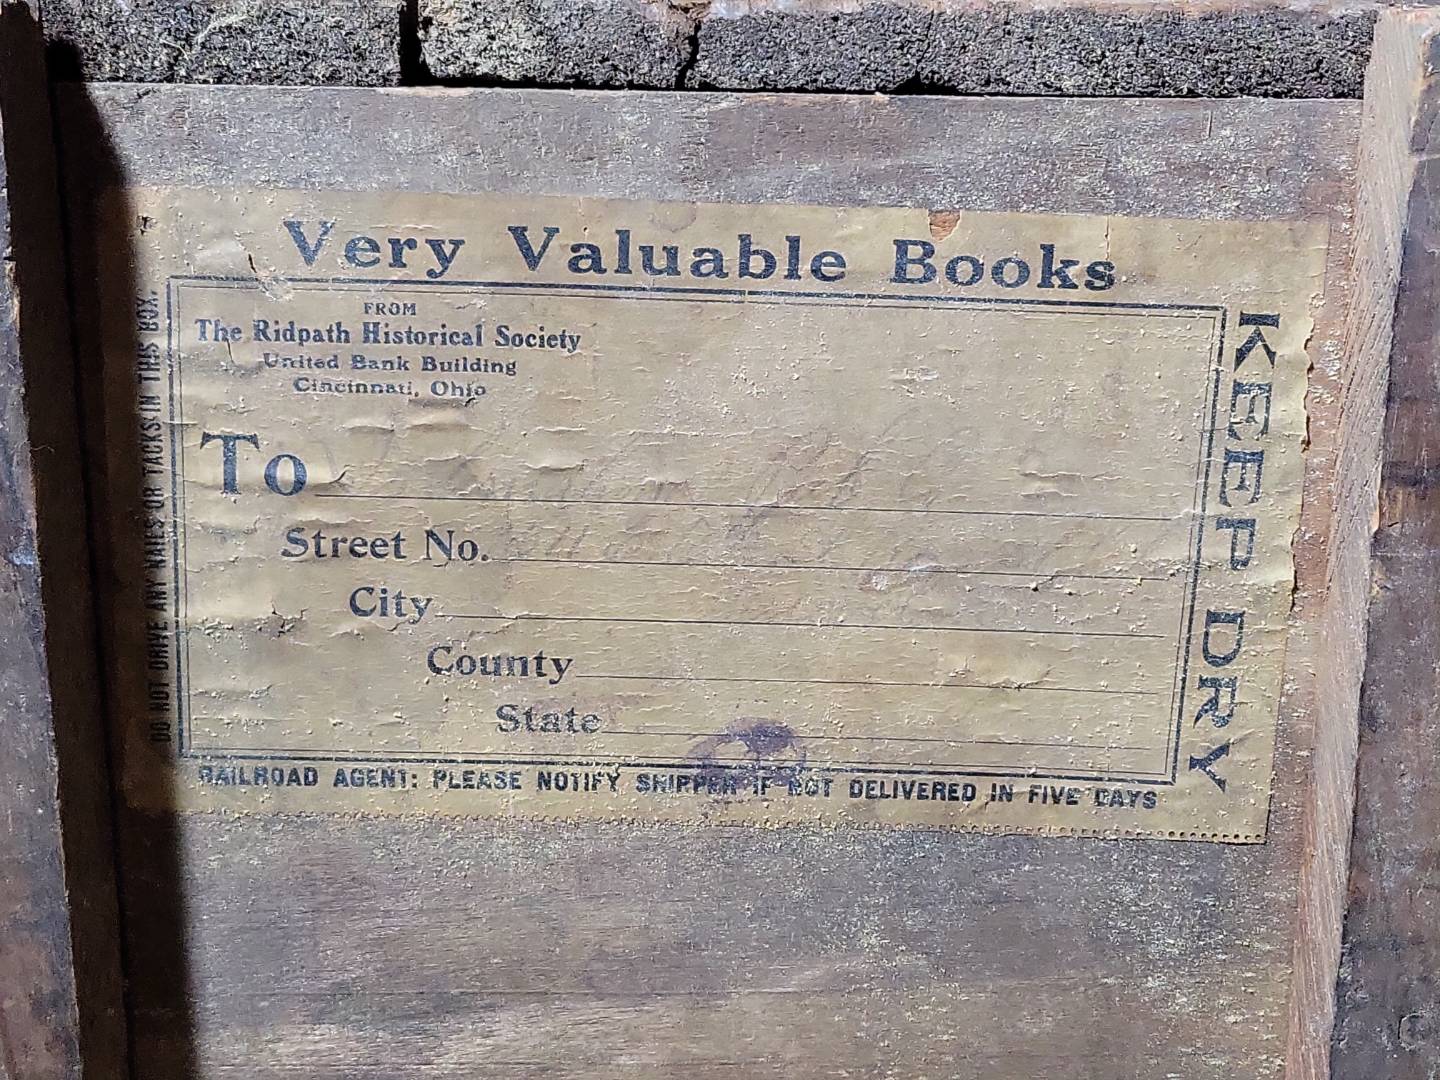 Very Valuable Books
FROM
The Ridpath Historical Society
United Bank Building
Cincinnati, Ohio
To
Street No.
City
County
State
RAILROAD AGENT: PLEASE NOTIFY SHIPPER IF NOT DELIVERED IN FIVE DAYS
DO NOT DRIVE ANY NAILS OR TACKS IN THIS BOX.
KEEP DRY